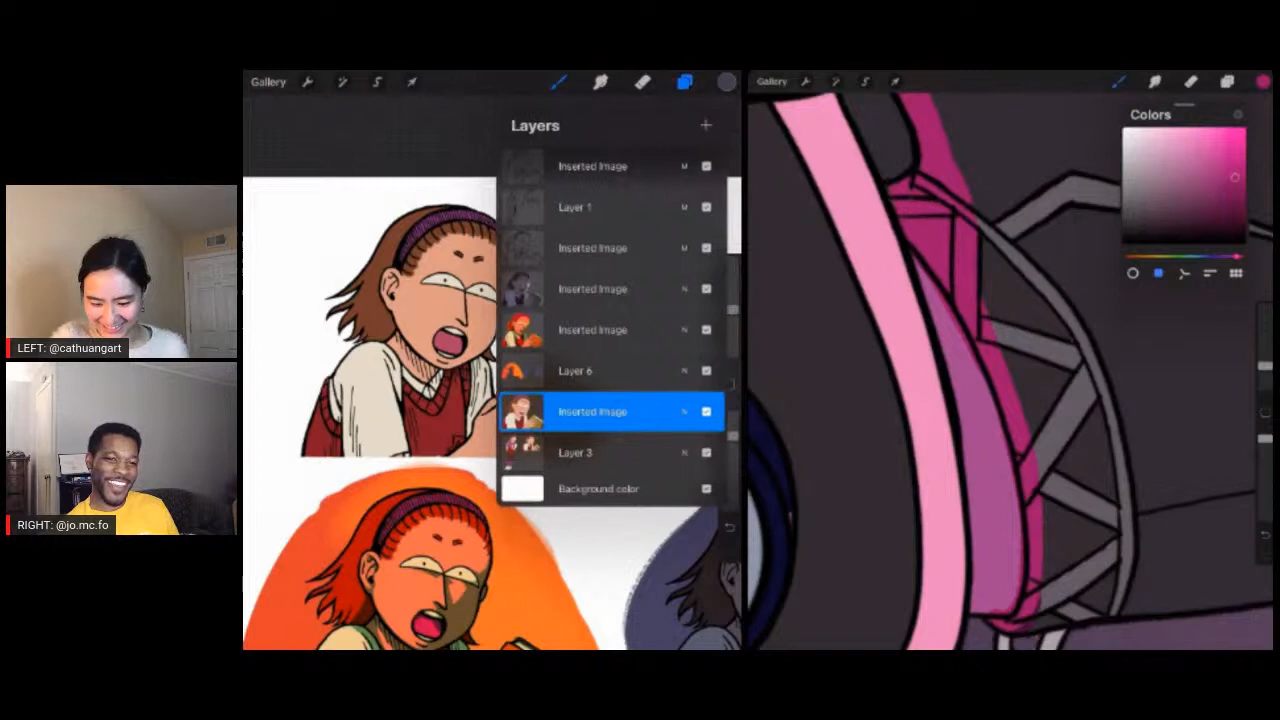 LEFT: @cathuangart
RIGHT: @jo.mc.fo
Gallery
Layers
Inserted Image M
Layer 1 M
Inserted Image M
Inserted Image M
Inserted Image N
Layer 6 N
Inserted Image N
Layer 3 N
Background color
Gallery
Colors